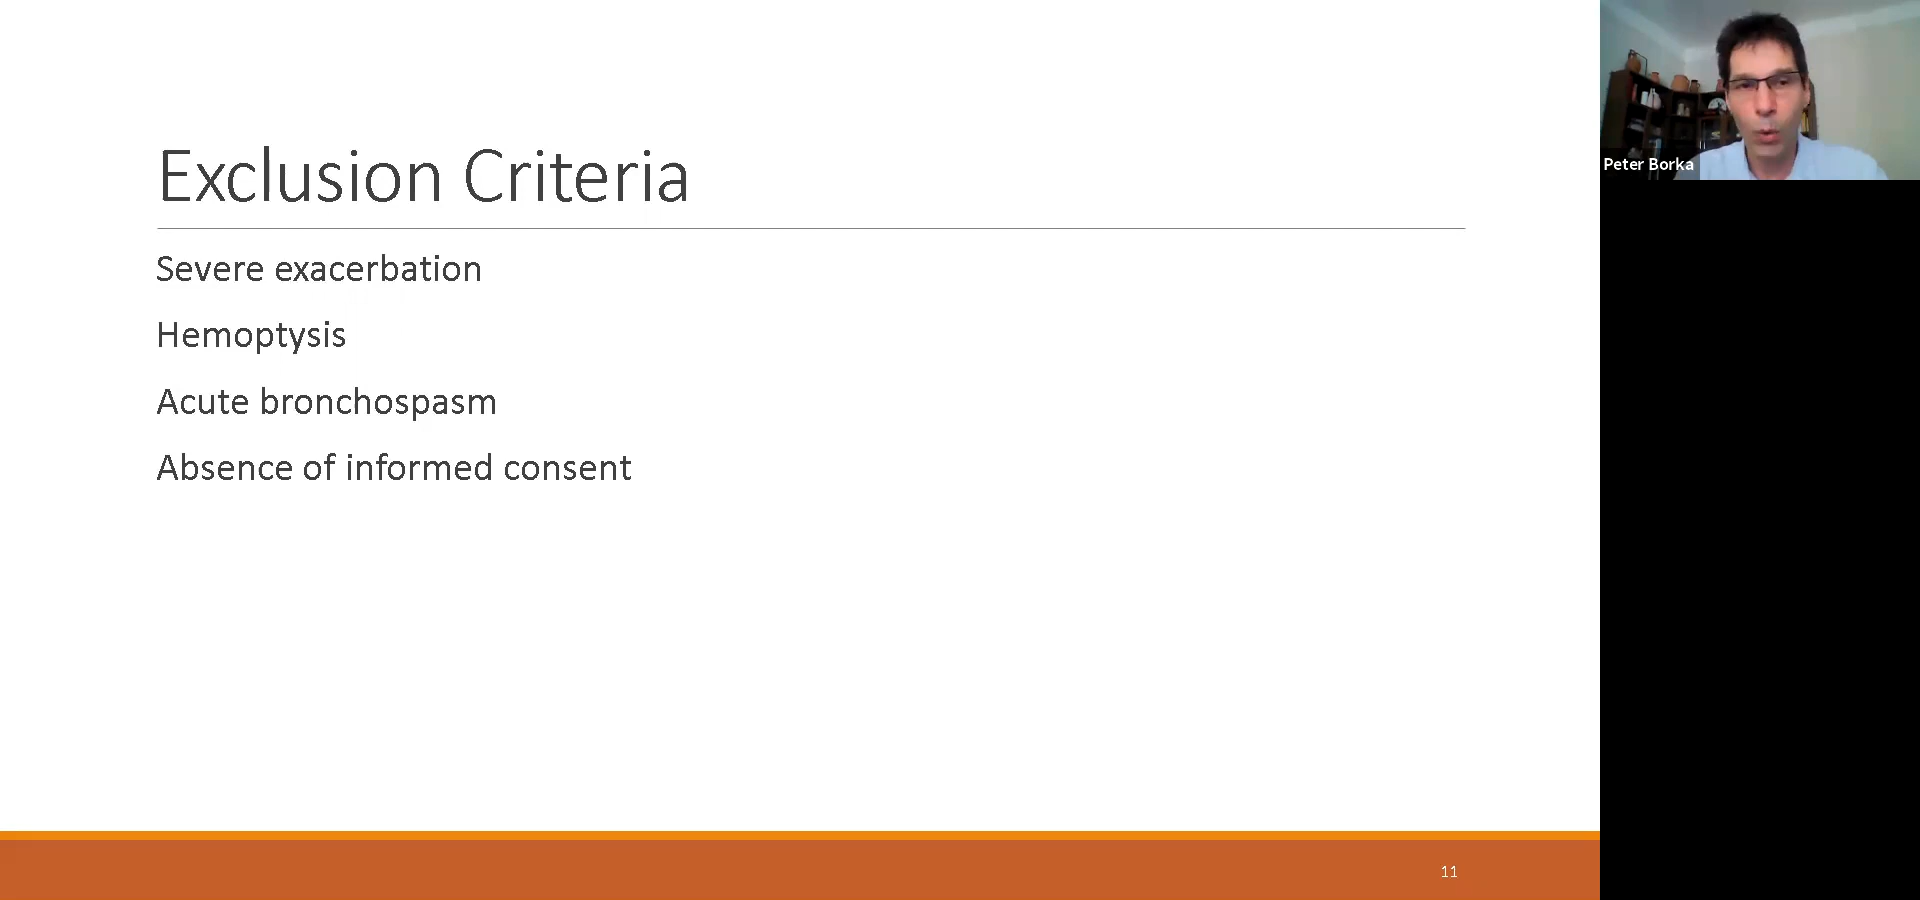 Exclusion Criteria
Severe exacerbation
Hemoptysis
Acute bronchospasm
Absence of informed consent
11
Peter Borka